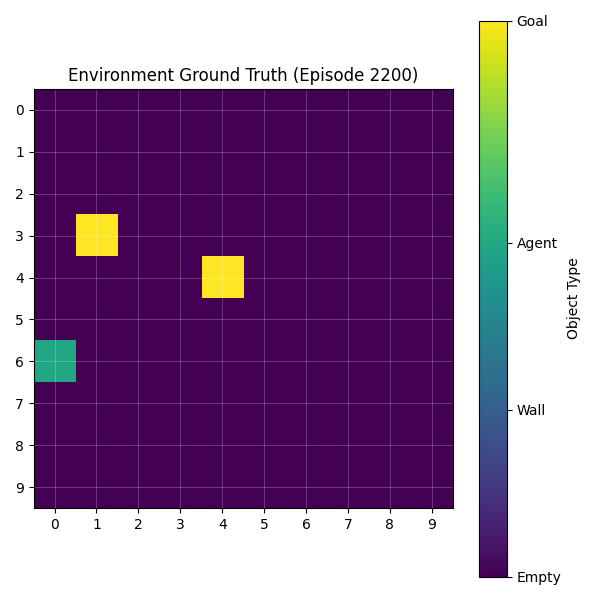 Environment Ground Truth (Episode 2200)
0
1
2
3
4
5
6
7
8
9
0 1 2 3 4 5 6 7 8 9
Goal
Agent
Wall
Empty
Object Type